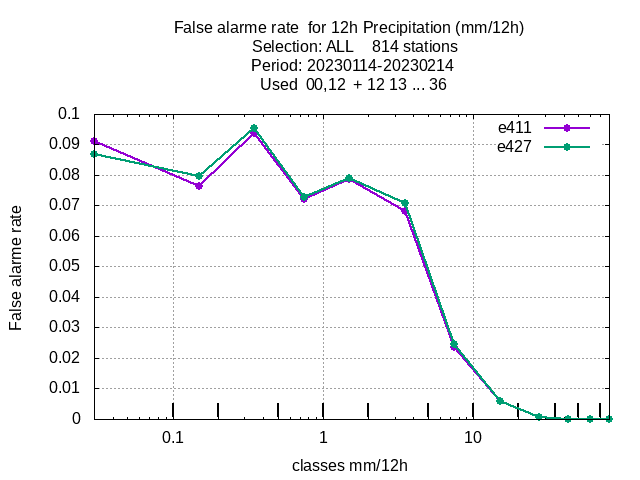 False alarme rate  for 12h Precipitation (mm/12h)
Selection: ALL    814 stations
Period: 20230114-20230214
Used  00,12  + 12 13 ... 36
e411
e427
False alarme rate
0.1
0.09
0.08
0.07
0.06
0.05
0.04
0.03
0.02
0.01
0
0.1 1 10
classes mm/12h